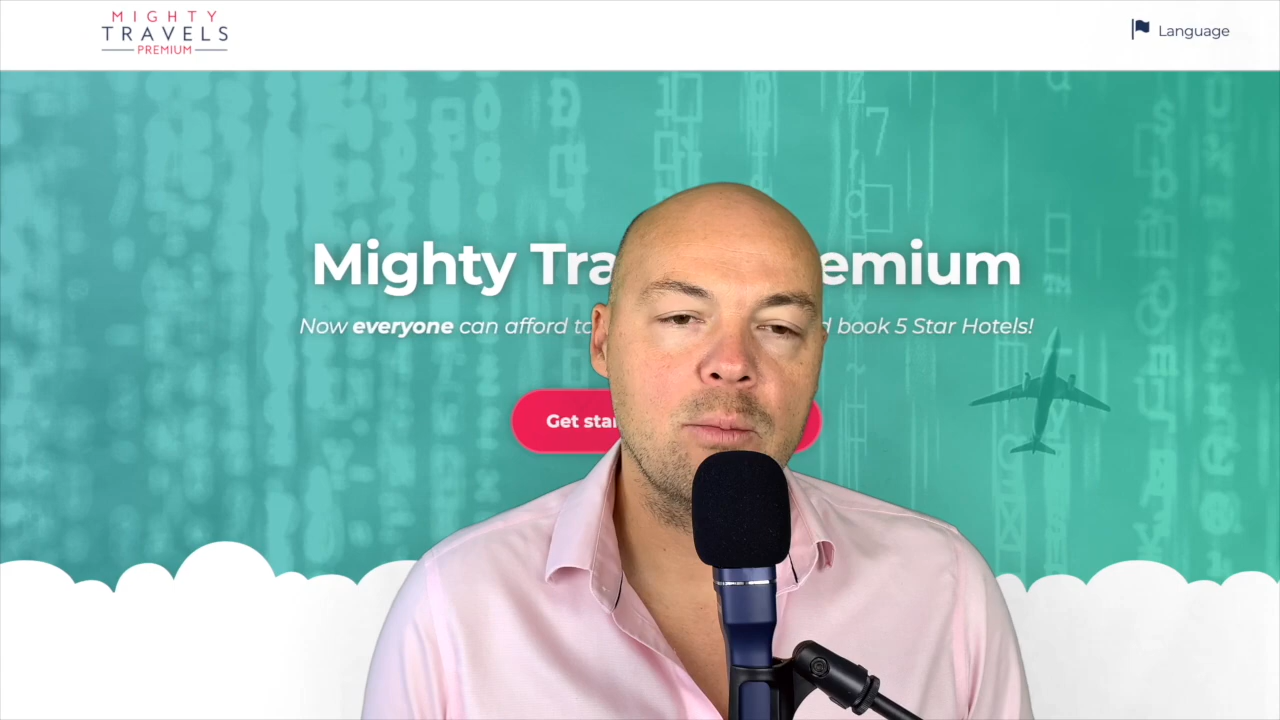 MIGHTY
TRAVELS
PREMIUM
Language
Mighty Tra emium
Now everyone can afford to d book 5 Star Hotels!
Get star